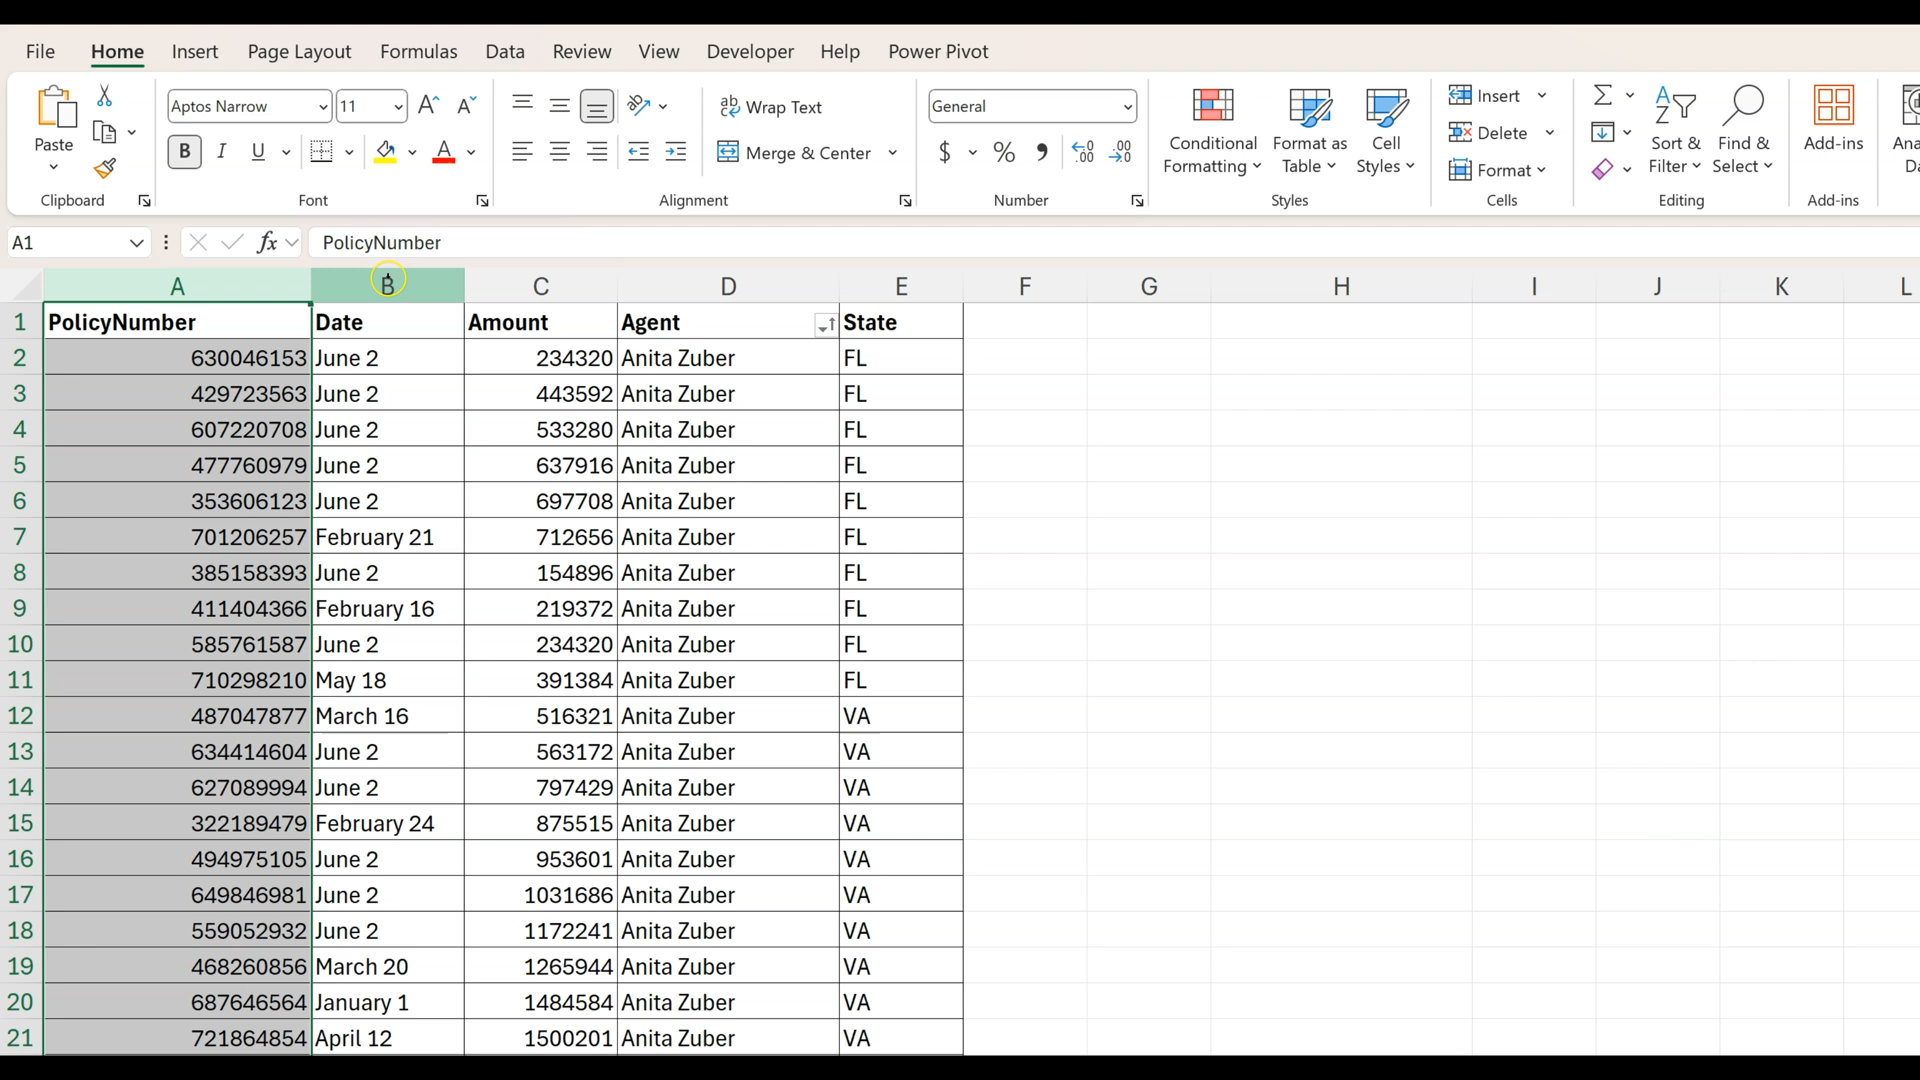 File Home Insert Page Layout Formulas Data Review View Developer Help Power Pivot
Paste
Clipboard
Aptos Narrow 11
B I U
Font
Wrap Text
Merge & Center
Alignment
General
$ % 9
Number
Conditional Formatting
Format as Table
Cell Styles
Styles
Insert
Delete
Format
Cells
Sort & Filter
Find & Select
Editing
Add-ins
Add-ins
A1 fx PolicyNumber
A B C D E F G H I J K L
1 PolicyNumber Date Amount Agent State
2 630046153 June 2 234320 Anita Zuber FL
3 429723563 June 2 443592 Anita Zuber FL
4 607220708 June 2 533280 Anita Zuber FL
5 477760979 June 2 637916 Anita Zuber FL
6 353606123 June 2 697708 Anita Zuber FL
7 701206257 February 21 712656 Anita Zuber FL
8 385158393 June 2 154896 Anita Zuber FL
9 411404366 February 16 219372 Anita Zuber FL
10 585761587 June 2 234320 Anita Zuber FL
11 710298210 May 18 391384 Anita Zuber FL
12 487047877 March 16 516321 Anita Zuber VA
13 634414604 June 2 563172 Anita Zuber VA
14 627089994 June 2 797429 Anita Zuber VA
15 322189479 February 24 875515 Anita Zuber VA
16 494975105 June 2 953601 Anita Zuber VA
17 649846981 June 2 1031686 Anita Zuber VA
18 559052932 June 2 1172241 Anita Zuber VA
19 468260856 March 20 1265944 Anita Zuber VA
20 687646564 January 1 1484584 Anita Zuber VA
21 721864854 April 12 1500201 Anita Zuber VA